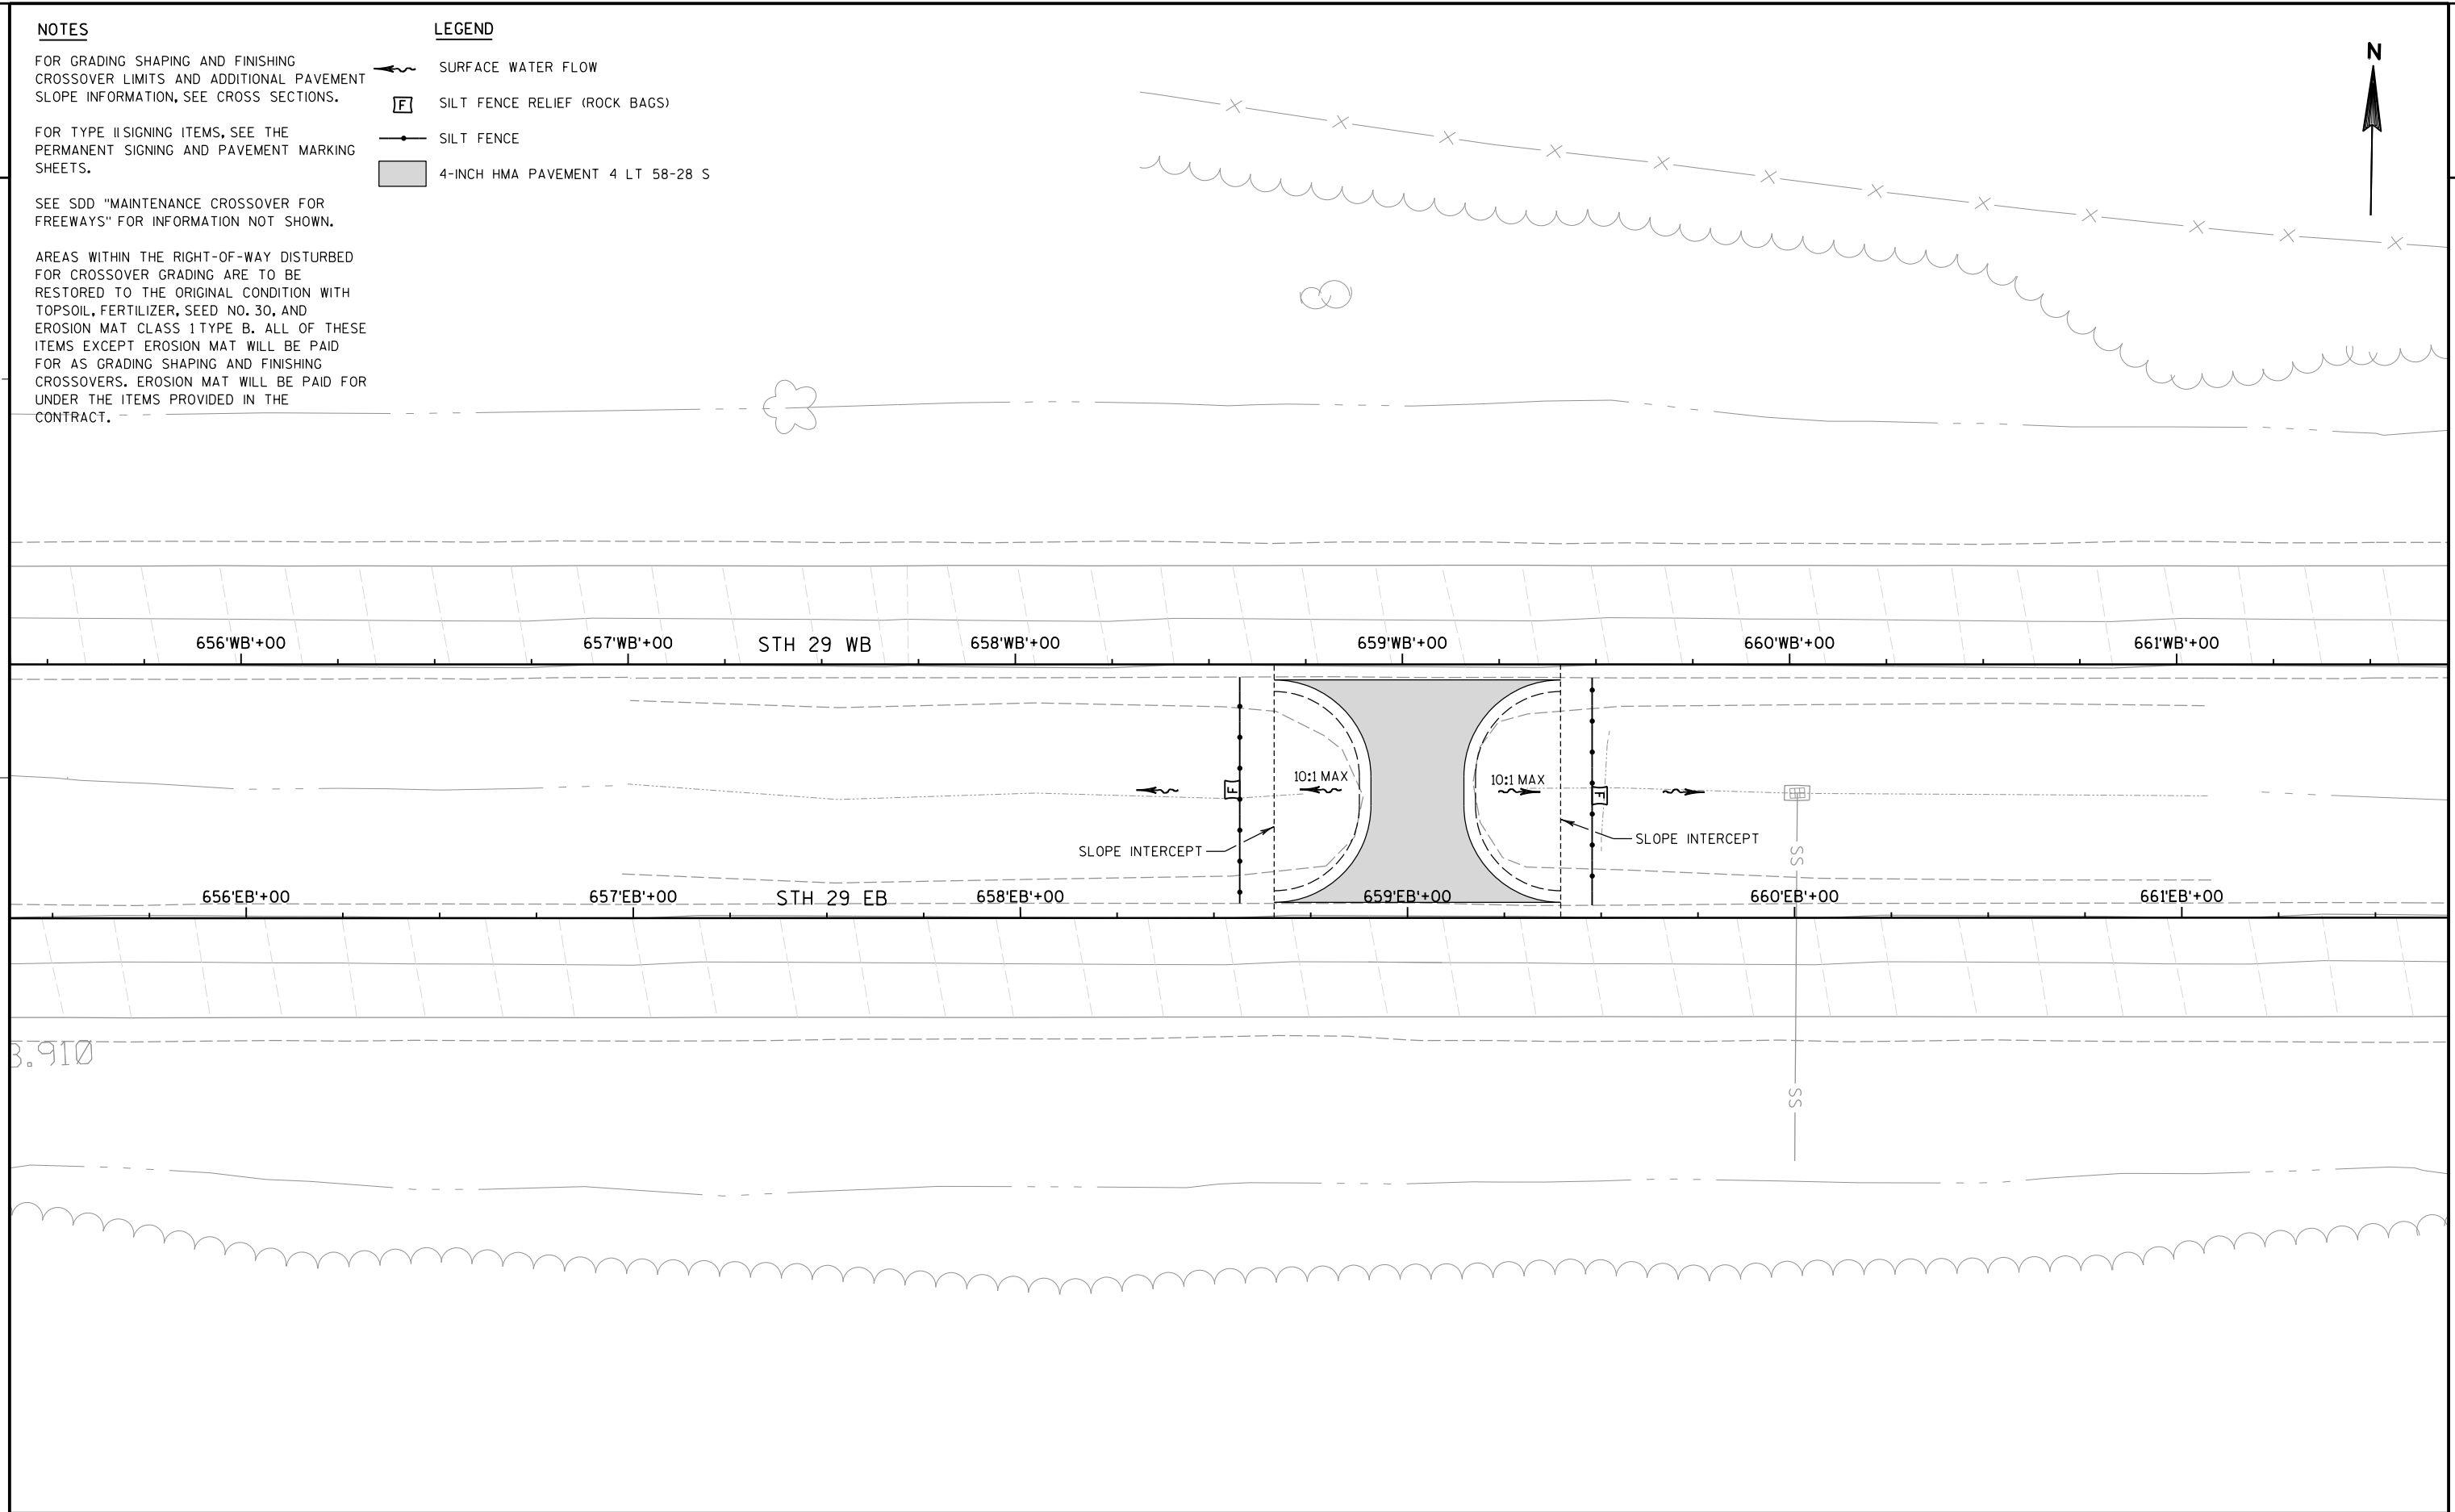 NOTES
FOR GRADING SHAPING AND FINISHING
CROSSOVER LIMITS AND ADDITIONAL PAVEMENT
SLOPE INFORMATION, SEE CROSS SECTIONS.
FOR TYPE II SIGNING ITEMS, SEE THE
PERMANENT SIGNING AND PAVEMENT MARKING
SHEETS.
SEE SDD "MAINTENANCE CROSSOVER FOR
FREEWAYS" FOR INFORMATION NOT SHOWN.
AREAS WITHIN THE RIGHT-OF-WAY DISTURBED
FOR CROSSOVER GRADING ARE TO BE
RESTORED TO THE ORIGINAL CONDITION WITH
TOPSOIL, FERTILIZER, SEED NO. 30, AND
EROSION MAT CLASS 1 TYPE B. ALL OF THESE
ITEMS EXCEPT EROSION MAT WILL BE PAID
FOR AS GRADING SHAPING AND FINISHING
CROSSOVERS. EROSION MAT WILL BE PAID FOR
UNDER THE ITEMS PROVIDED IN THE
CONTRACT.
LEGEND
SURFACE WATER FLOW
F SILT FENCE RELIEF (ROCK BAGS)
SILT FENCE
4-INCH HMA PAVEMENT 4 LT 58-28 S
N
656'WB'+00 657'WB'+00 STH 29 WB 658'WB'+00 659'WB'+00 660'WB'+00 661'WB'+00
10:1 MAX 10:1 MAX
F F
SLOPE INTERCEPT SLOPE INTERCEPT
SS
656'EB'+00 657'EB'+00 STH 29 EB 658'EB'+00 659'EB'+00 660'EB'+00 661'EB'+00
3.910
SS